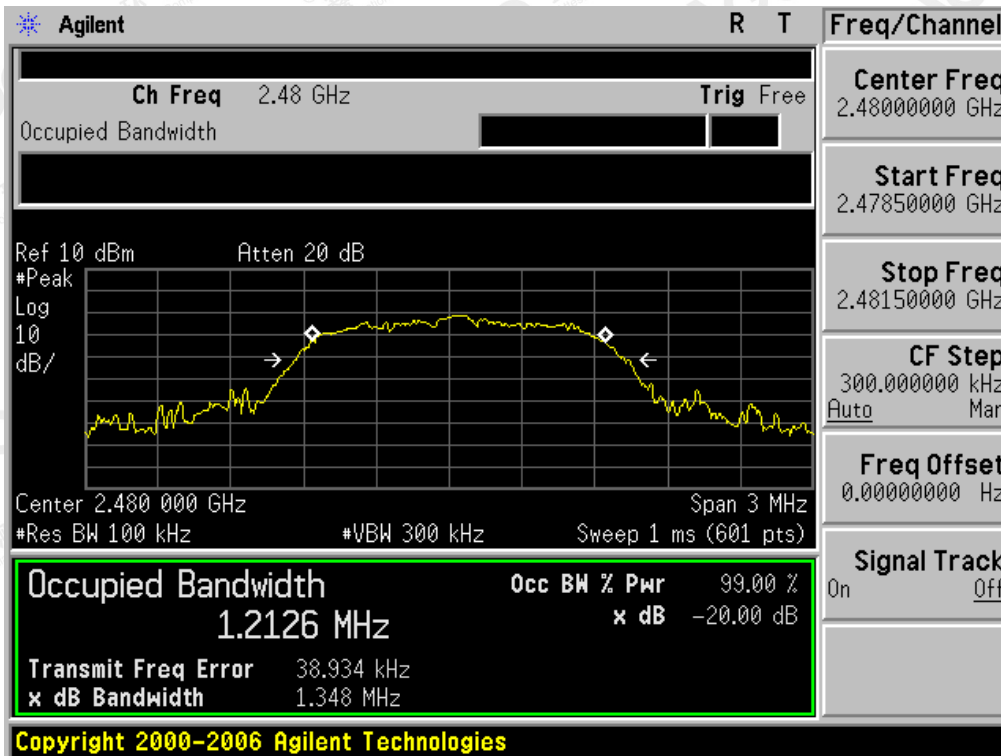 Agilent R T
Ch Freq 2.48 GHz Trig Free
Occupied Bandwidth
Ref 10 dBm Atten 20 dB
#Peak
Log
10
dB/
Center 2.480 000 GHz Span 3 MHz
#Res BW 100 kHz #VBW 300 kHz Sweep 1 ms (601 pts)
Occupied Bandwidth Occ BW % Pwr 99.00 %
1.2126 MHz x dB -20.00 dB
Transmit Freq Error 38.934 kHz
x dB Bandwidth 1.348 MHz
Copyright 2000-2006 Agilent Technologies
Freq/Channel
Center Freq
2.48000000 GHz
Start Freq
2.47850000 GHz
Stop Freq
2.48150000 GHz
CF Step
300.000000 kHz
Auto Man
Freq Offset
0.00000000 Hz
Signal Track
On Off